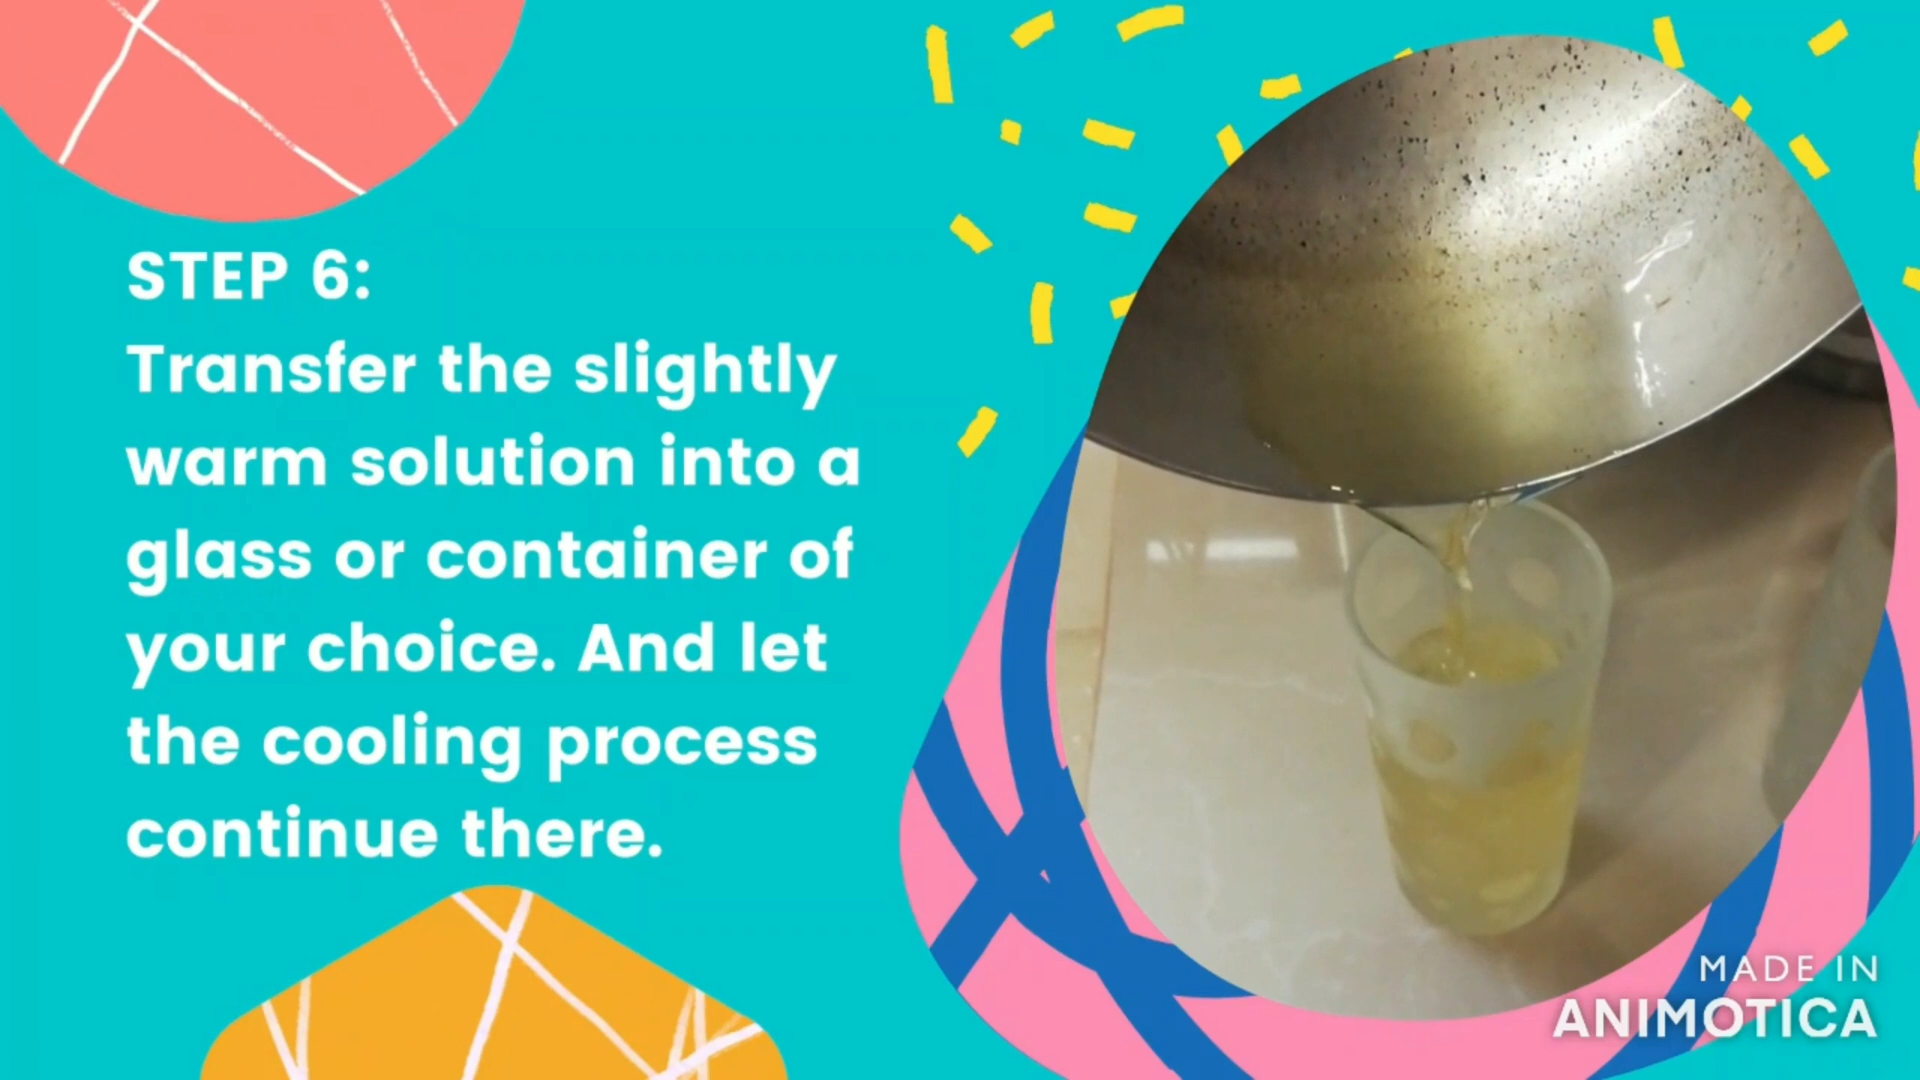 STEP 6:
Transfer the slightly
warm solution into a
glass or container of
your choice. And let
the cooling process
continue there.
MADE IN
ANIMOTICA